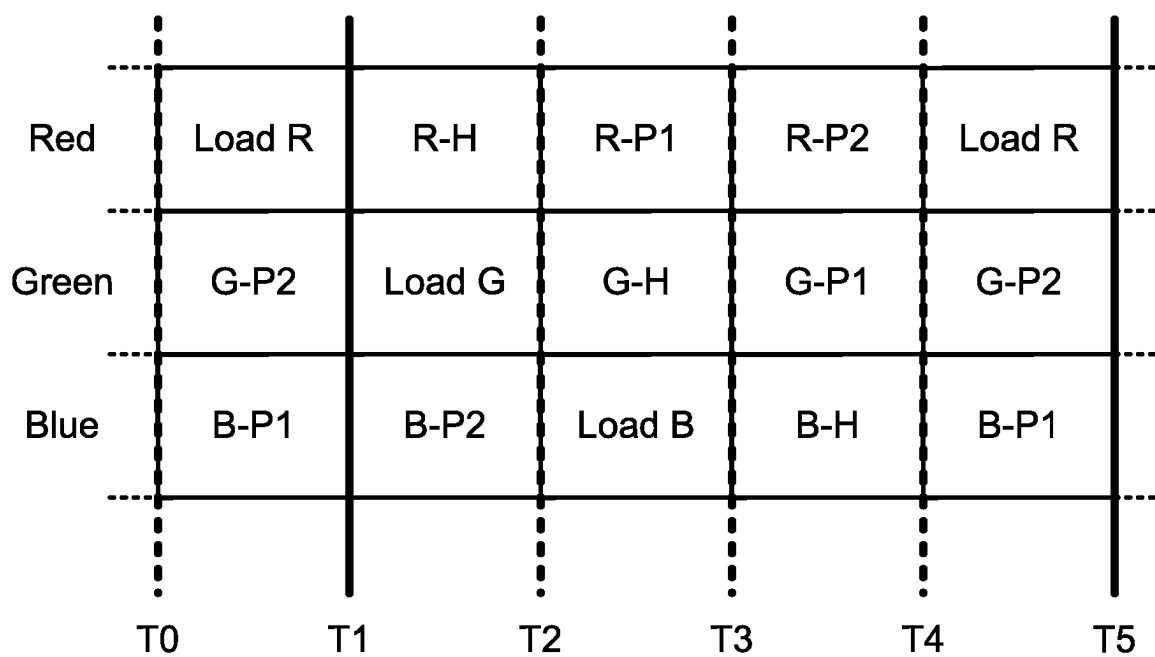 Red Load R R-H R-P1 R-P2 Load R
Green G-P2 Load G G-H G-P1 G-P2
Blue B-P1 B-P2 Load B B-H B-P1
T0 T1 T2 T3 T4 T5